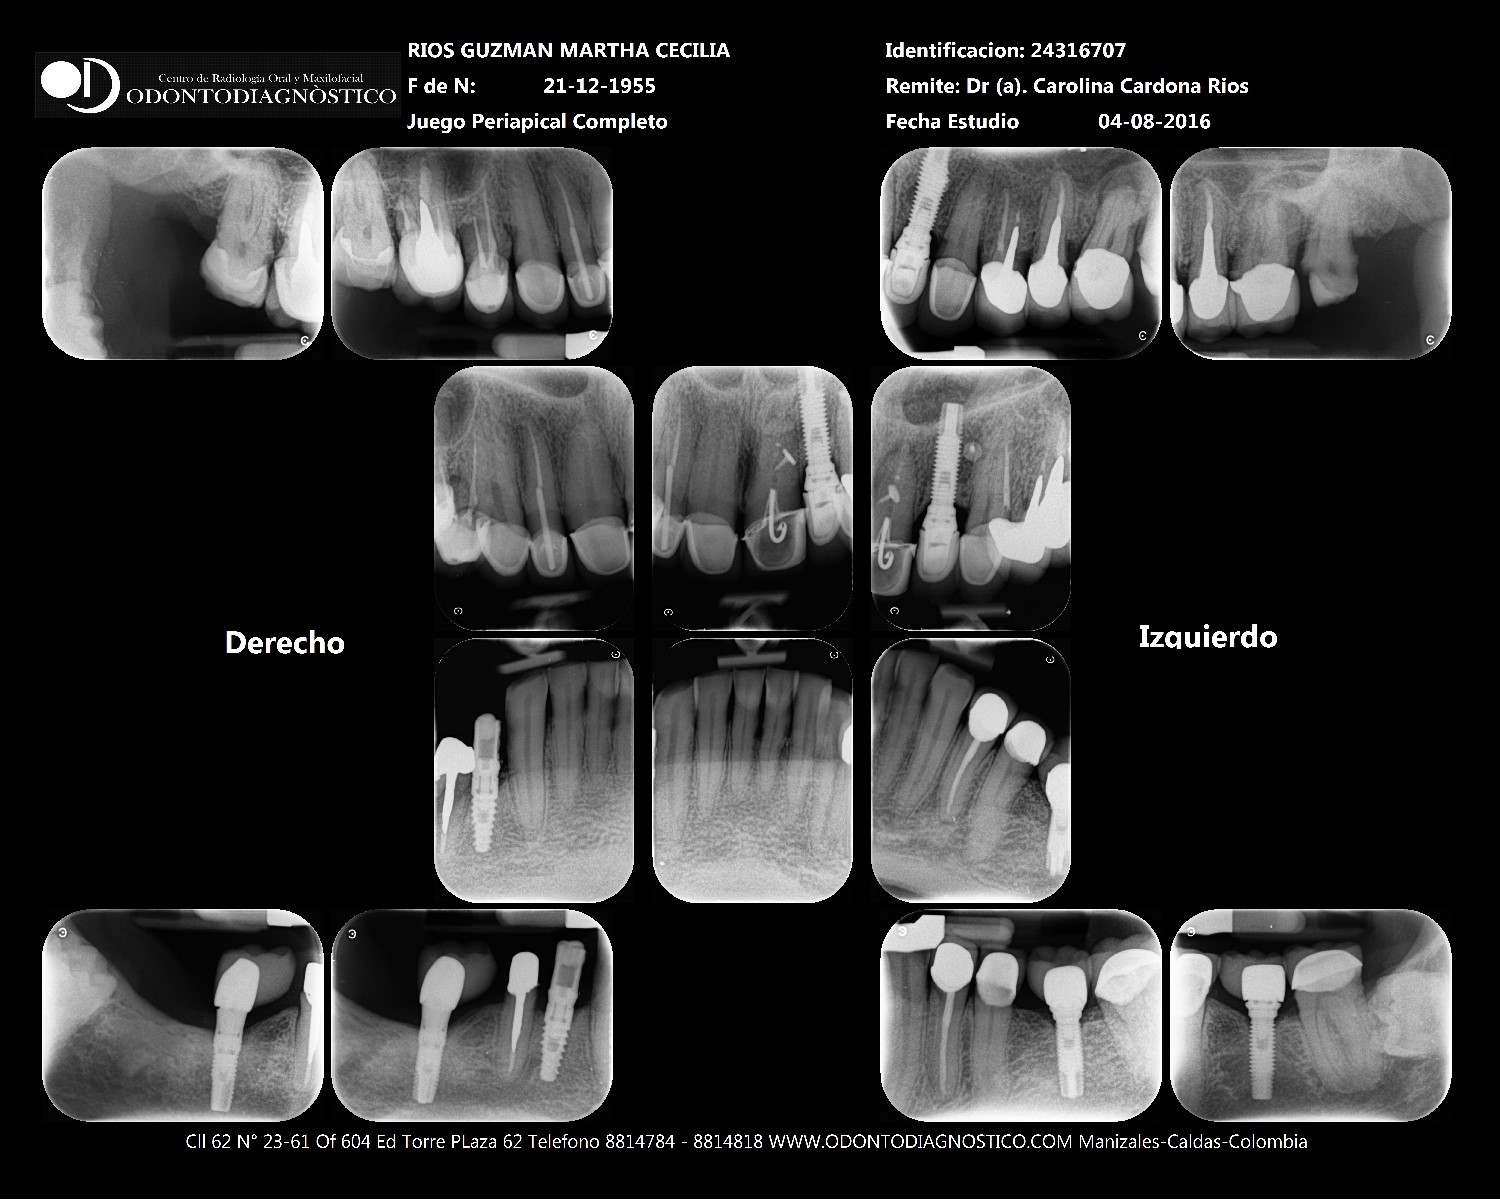 Centro de Radiología Oral y Maxilofacial
ODONTODIAGNÒSTICO
RIOS GUZMAN MARTHA CECILIA
F de N: 21-12-1955
Juego Periapical Completo
Identificacion: 24316707
Remite: Dr (a). Carolina Cardona Rios
Fecha Estudio 04-08-2016
Derecho
Izquierdo
Cll 62 N° 23-61 Of 604 Ed Torre PLaza 62 Telefono 8814784 - 8814818 WWW.ODONTODIAGNOSTICO.COM Manizales-Caldas-Colombia